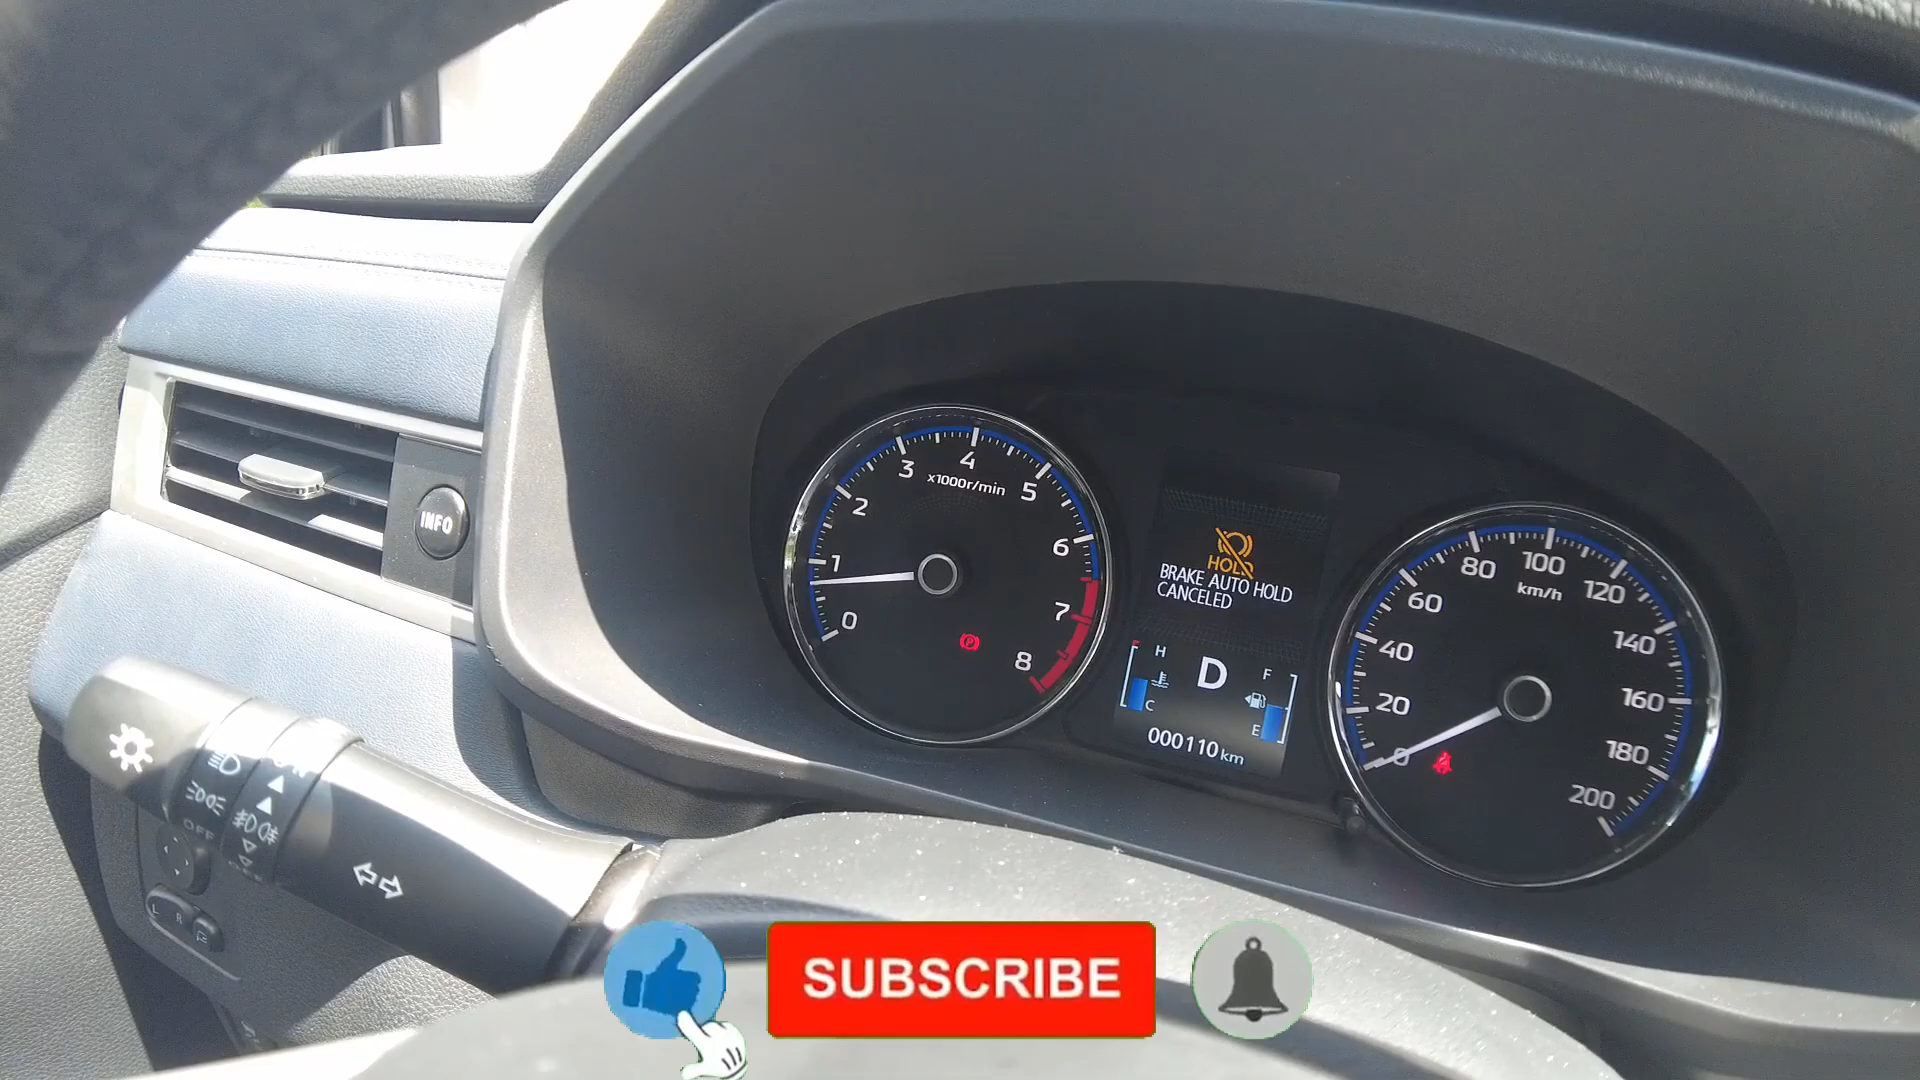 INFO
0
1
2
3
4
5
6
7
8
x1000r/min
P
HOLD
BRAKE AUTO HOLD
CANCELED
H
C
D
F
E
000110 km
0
20
40
60
80
100
120
140
160
180
200
km/h
OFF
L
R
SUBSCRIBE